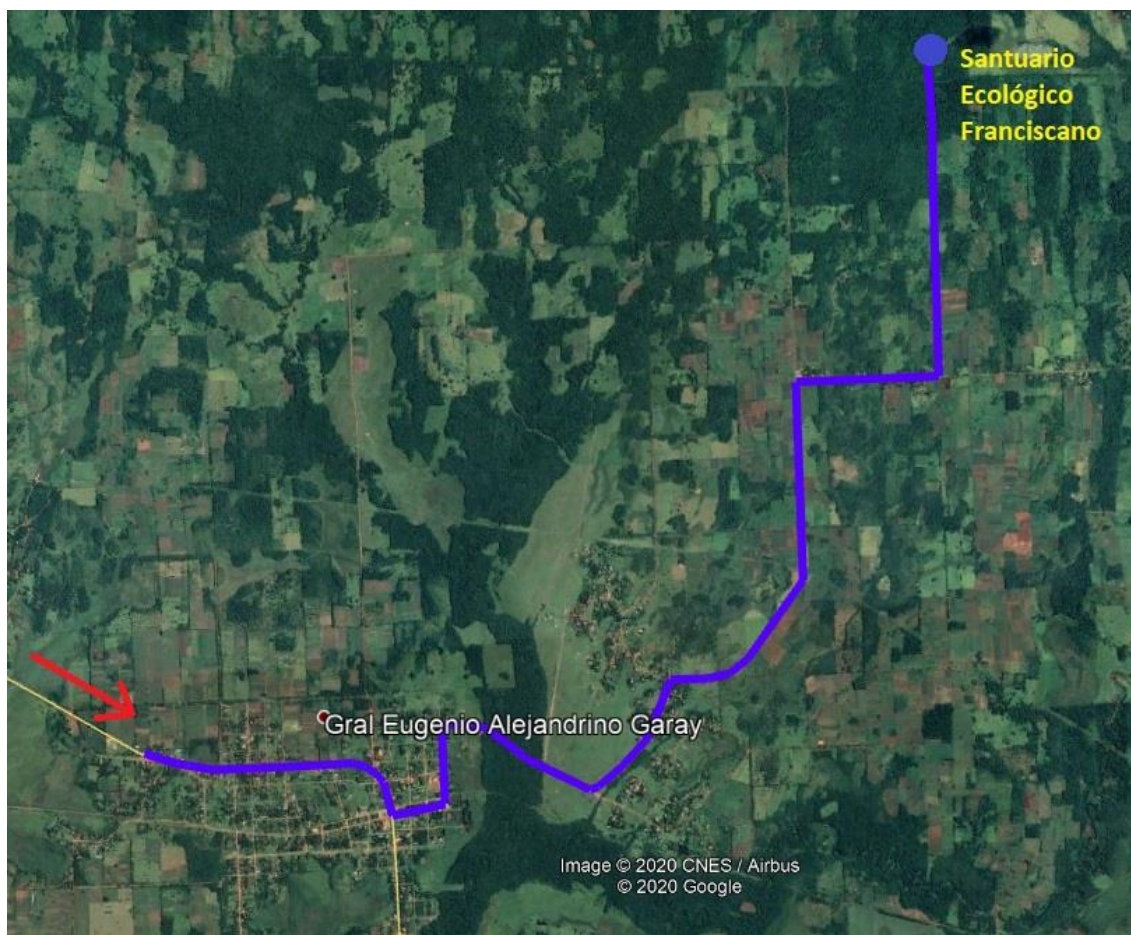 Santuario
Ecológico
Franciscano
Gral Eugenio Alejandrino Garay
Image © 2020 CNES / Airbus
© 2020 Google